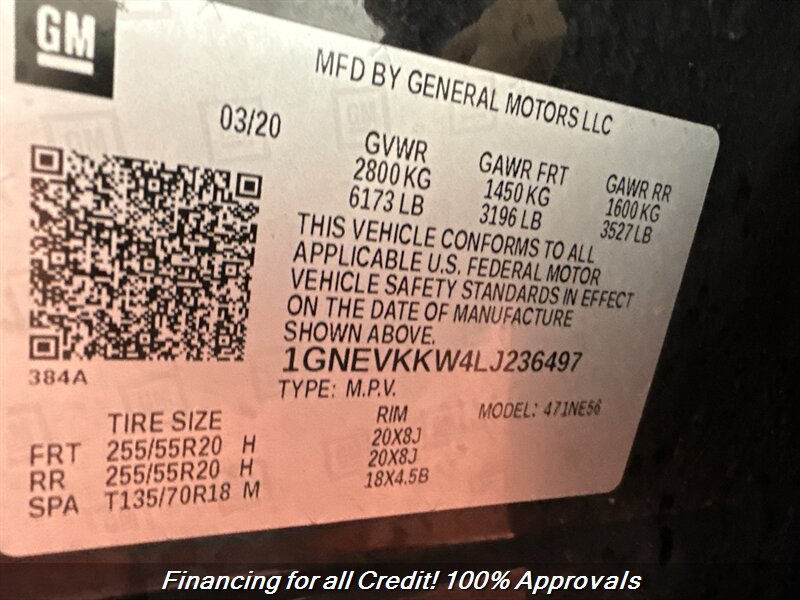 GM
MFD BY GENERAL MOTORS LLC
03/20
GVWR GAWR FRT GAWR RR
2800 KG 1450 KG 1600 KG
6173 LB 3196 LB 3527 LB
THIS VEHICLE CONFORMS TO ALL
APPLICABLE U.S. FEDERAL MOTOR
VEHICLE SAFETY STANDARDS IN EFFECT
ON THE DATE OF MANUFACTURE
SHOWN ABOVE.
1GNEVKKW4LJ236497
384A
TYPE: M.P.V. MODEL: 471NE56
TIRE SIZE RIM
FRT 255/55R20 H 20X8J
RR 255/55R20 H 20X8J
SPA T135/70R18 M 18X4.5B
Financing for all Credit! 100% Approvals